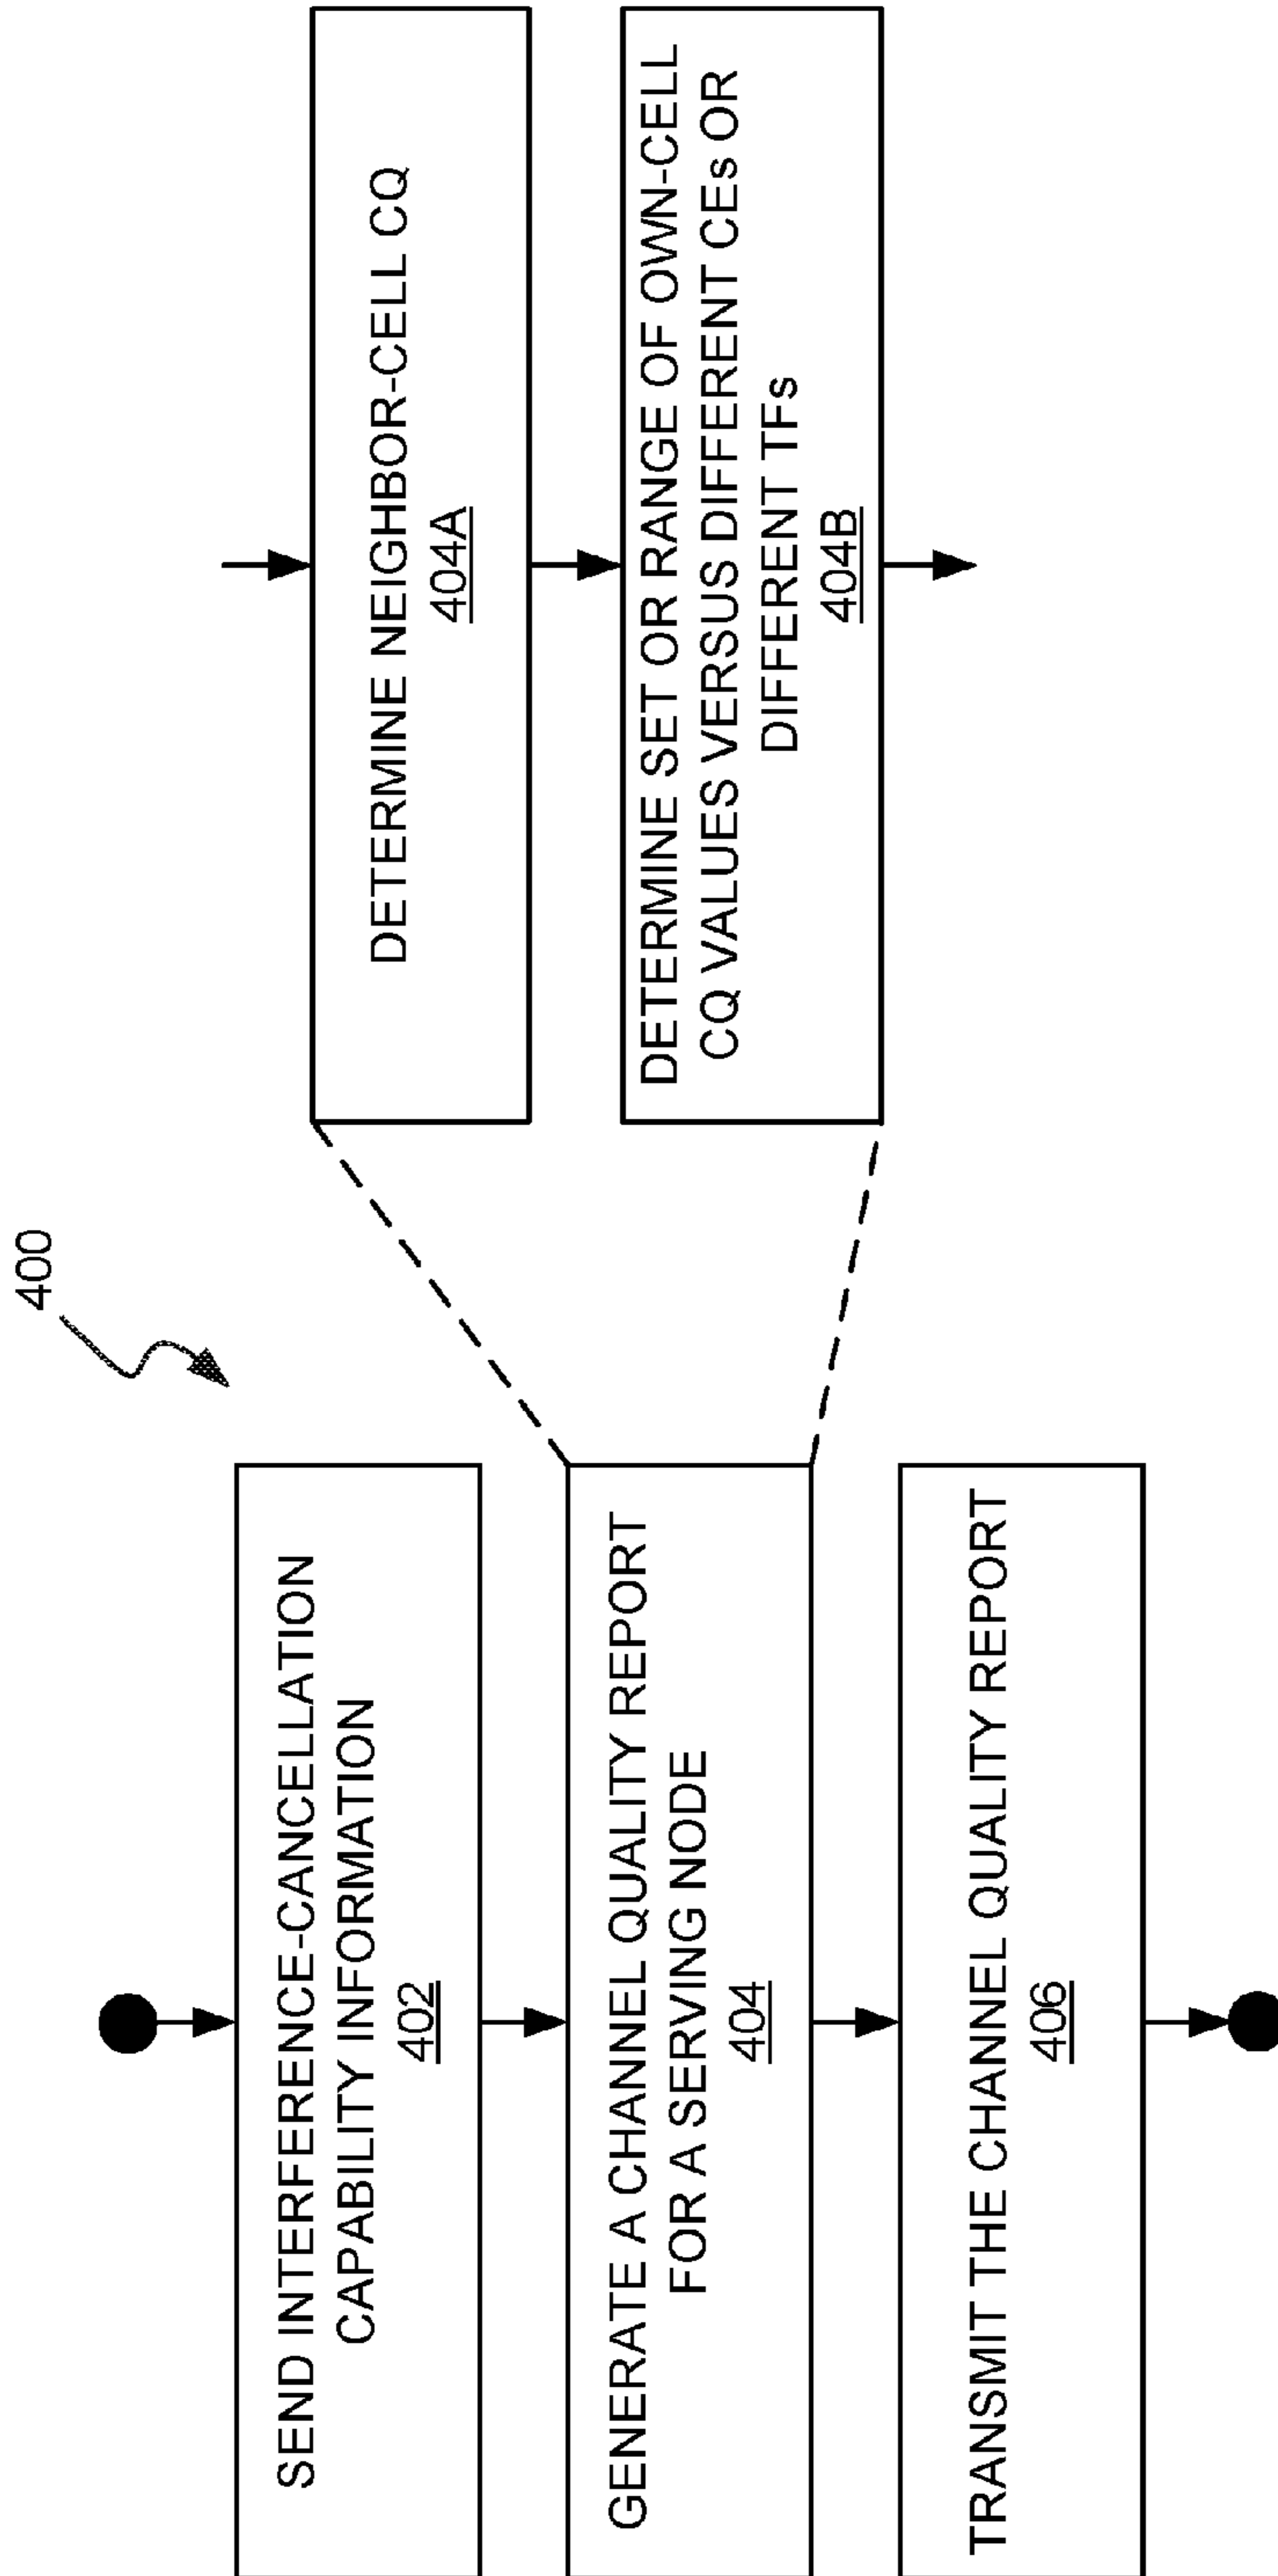 400
SEND INTERFERENCE-CANCELLATION
CAPABILITY INFORMATION
402
GENERATE A CHANNEL QUALITY REPORT
FOR A SERVING NODE
404
TRANSMIT THE CHANNEL QUALITY REPORT
406
DETERMINE NEIGHBOR-CELL CQ
404A
DETERMINE SET OR RANGE OF OWN-CELL
CQ VALUES VERSUS DIFFERENT CEs OR
DIFFERENT TFs
404B